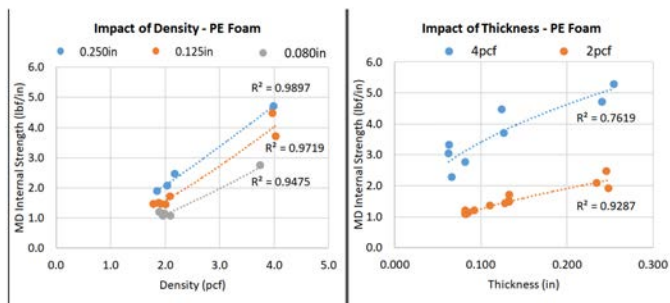 Impact of Density - PE Foam
0.250in 0.125in 0.080in
MD Internal Strength (lbf/in)
6.0
5.0
4.0
3.0
2.0
1.0
0.0
R² = 0.9897
R² = 0.9719
R² = 0.9475
0.0 1.0 2.0 3.0 4.0 5.0
Density (pcf)
Impact of Thickness - PE Foam
4pcf 2pcf
MD Internal Strength (lbf/in)
6.0
5.0
4.0
3.0
2.0
1.0
0.0
R² = 0.7619
R² = 0.9287
0.000 0.100 0.200 0.300
Thickness (in)